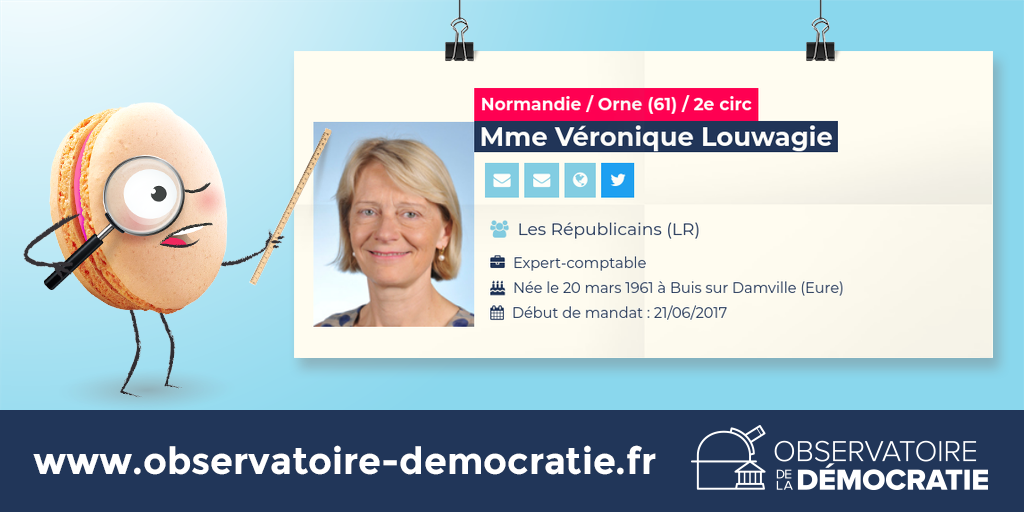 Normandie / Orne (61) / 2e circ
Mme Véronique Louwagie
Les Républicains (LR)
Expert-comptable
Née le 20 mars 1961 à Buis sur Damville (Eure)
Début de mandat : 21/06/2017
www.observatoire-democratie.fr
OBSERVATOIRE
DE LA DÉMOCRATIE